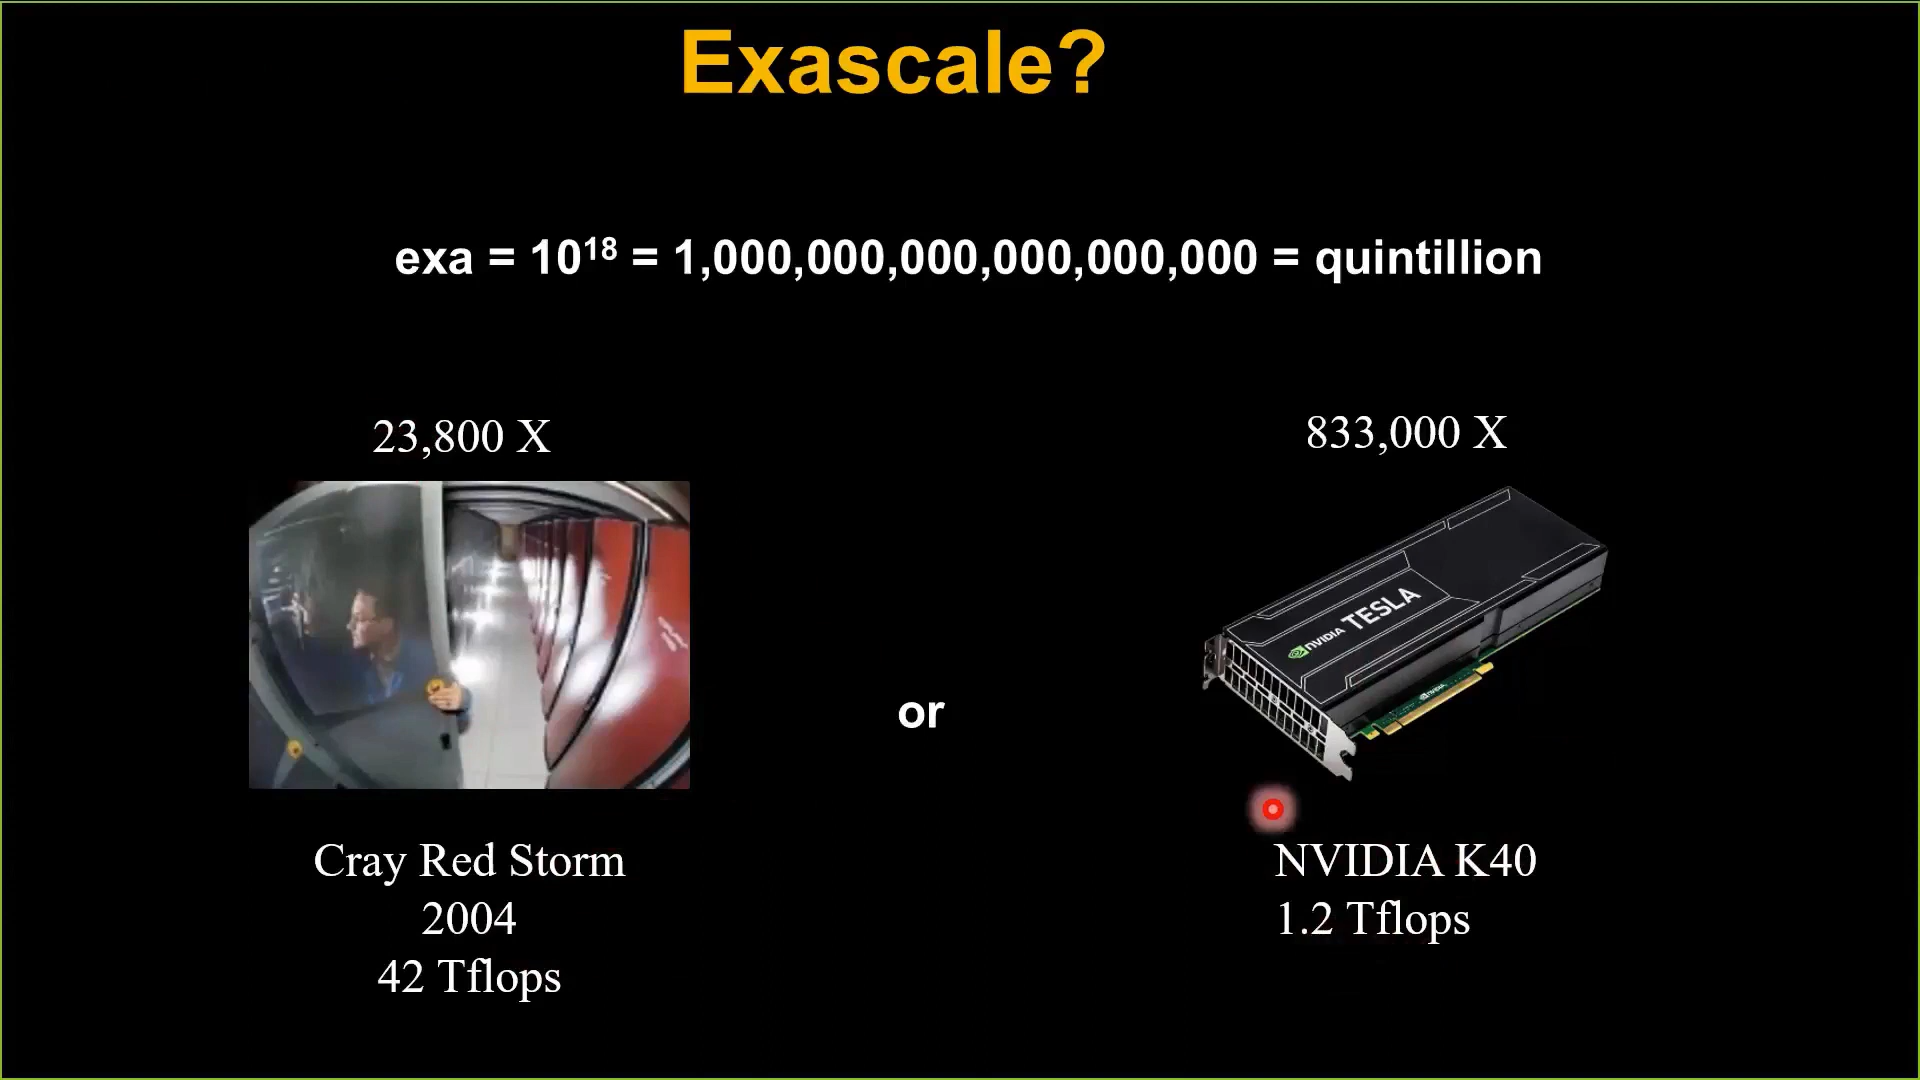 Exascale?
exa = 10¹⁸ = 1,000,000,000,000,000,000 = quintillion
23,800 X
833,000 X
NVIDIA TESLA
or
Cray Red Storm
2004
42 Tflops
NVIDIA K40
1.2 Tflops